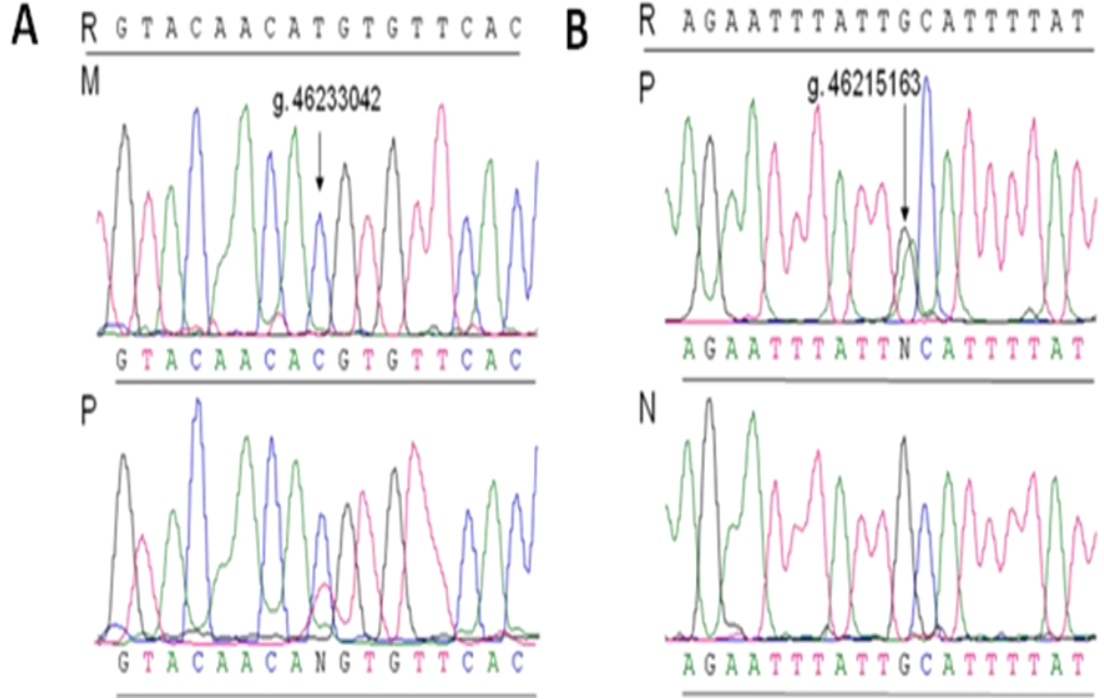 A
R G T A C A A C A T G T G T T C A C
M
g.46233042
G T A C A A C A C G T G T T C A C
P
G T A C A A C A N G T G T T C A C
B
R A G A A T T T A T T G C A T T T T A T
P
g.46215163
A G A A T T T A T T N C A T T T T A T
N
A G A A T T T A T T G C A T T T T A T